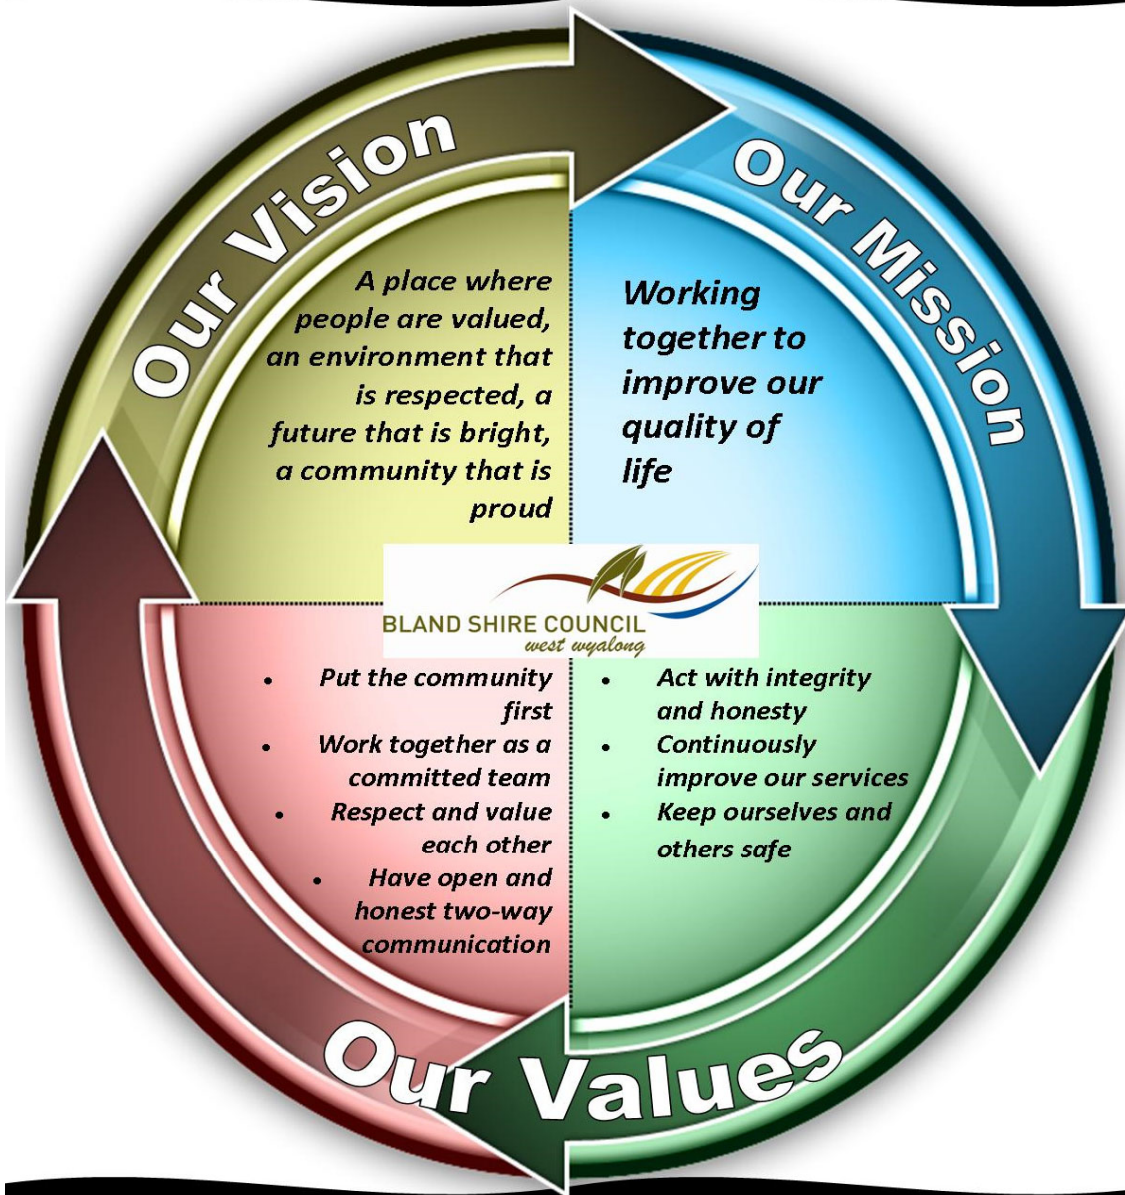 Our Vision
A place where
people are valued,
an environment that
is respected, a
future that is bright,
a community that is
proud
Our Mission
Working
together to
improve our
quality of
life
BLAND SHIRE COUNCIL
west wyalong
• Put the community
first
• Work together as a
committed team
• Respect and value
each other
• Have open and
honest two-way
communication
• Act with integrity
and honesty
• Continuously
improve our services
• Keep ourselves and
others safe
Our Values